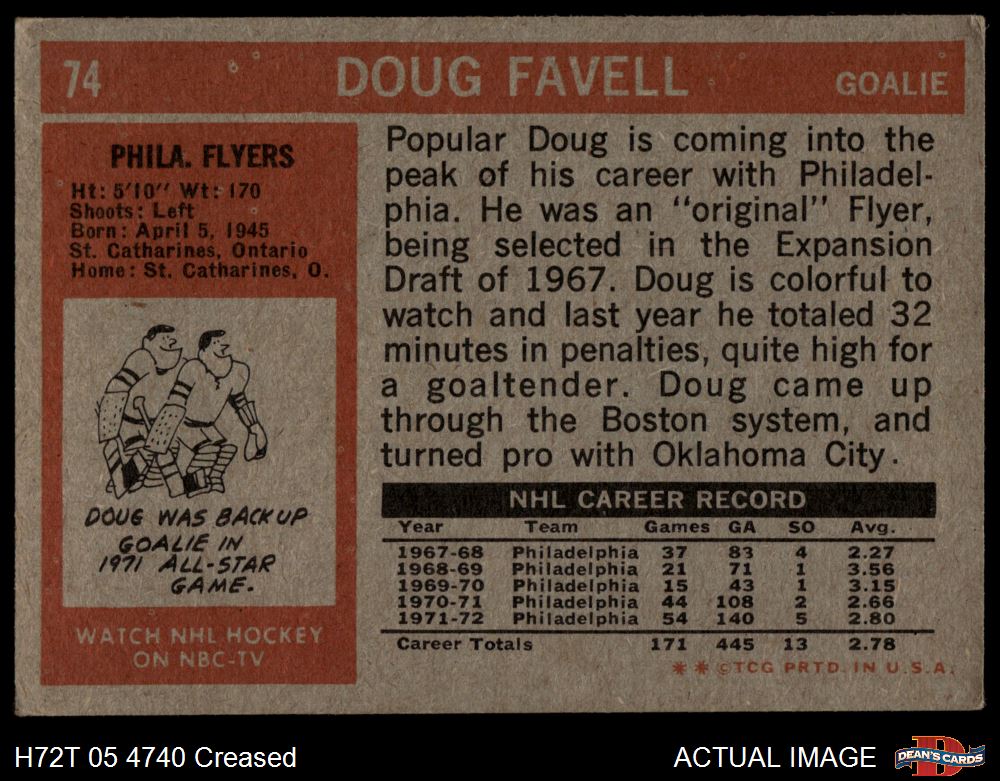 74 DOUG FAVELL GOALIE
PHILA. FLYERS
Ht: 5'10" Wt: 170
Shoots: Left
Born: April 5, 1945
St. Catharines, Ontario
Home: St. Catharines, O.
DOUG WAS BACKUP
GOALIE IN
1971 ALL-STAR
GAME.
WATCH NHL HOCKEY
ON NBC-TV
Popular Doug is coming into the
peak of his career with Philadel-
phia. He was an "original" Flyer,
being selected in the Expansion
Draft of 1967. Doug is colorful to
watch and last year he totaled 32
minutes in penalties, quite high for
a goaltender. Doug came up
through the Boston system, and
turned pro with Oklahoma City.
NHL CAREER RECORD
Year Team Games GA SO Avg.
1967-68 Philadelphia 37 83 4 2.27
1968-69 Philadelphia 21 71 1 3.56
1969-70 Philadelphia 15 43 1 3.15
1970-71 Philadelphia 44 108 2 2.66
1971-72 Philadelphia 54 140 5 2.80
Career Totals 171 445 13 2.78
* * ©TCG PRTD. IN U.S.A.
H72T 05 4740 Creased ACTUAL IMAGE
D
DEAN'S CARDS